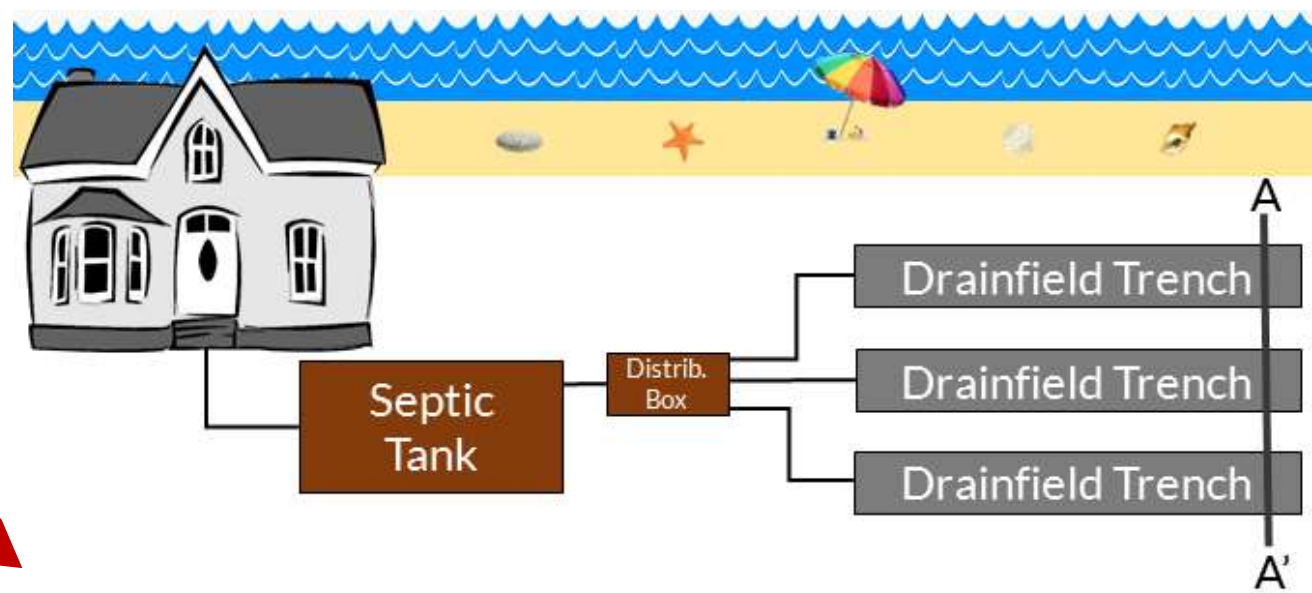 A
Drainfield Trench
Septic
Tank
Distrib.
Box
Drainfield Trench
Drainfield Trench
A’